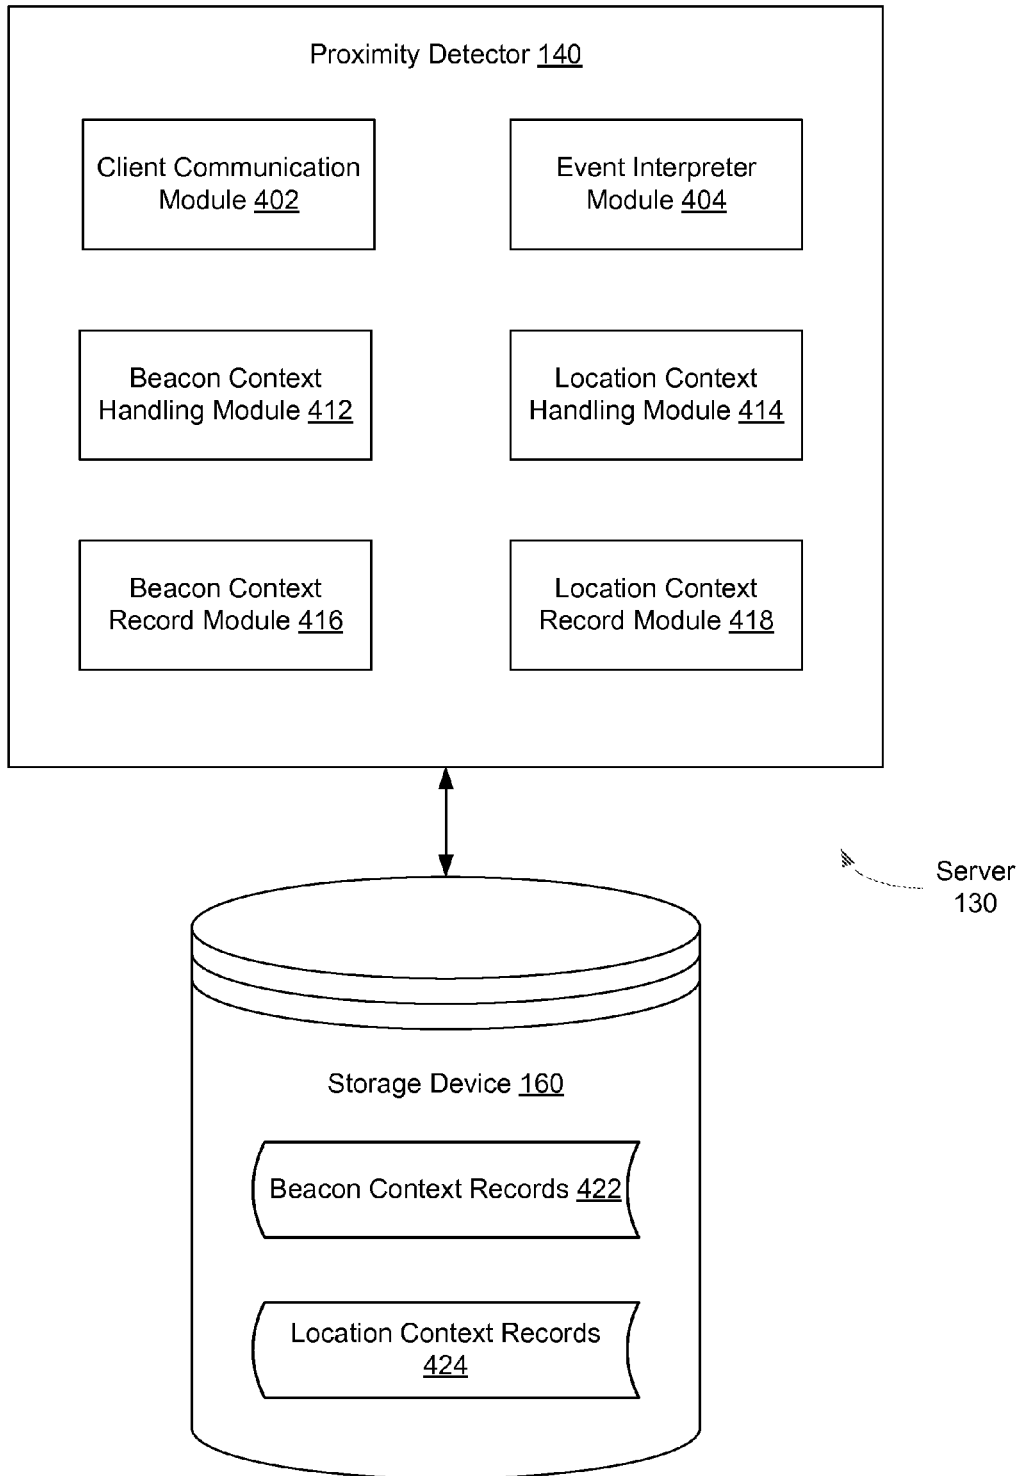 Proximity Detector 140
Client Communication
Module 402
Event Interpreter
Module 404
Beacon Context
Handling Module 412
Location Context
Handling Module 414
Beacon Context
Record Module 416
Location Context
Record Module 418
Server
130
Storage Device 160
Beacon Context Records 422
Location Context Records
424